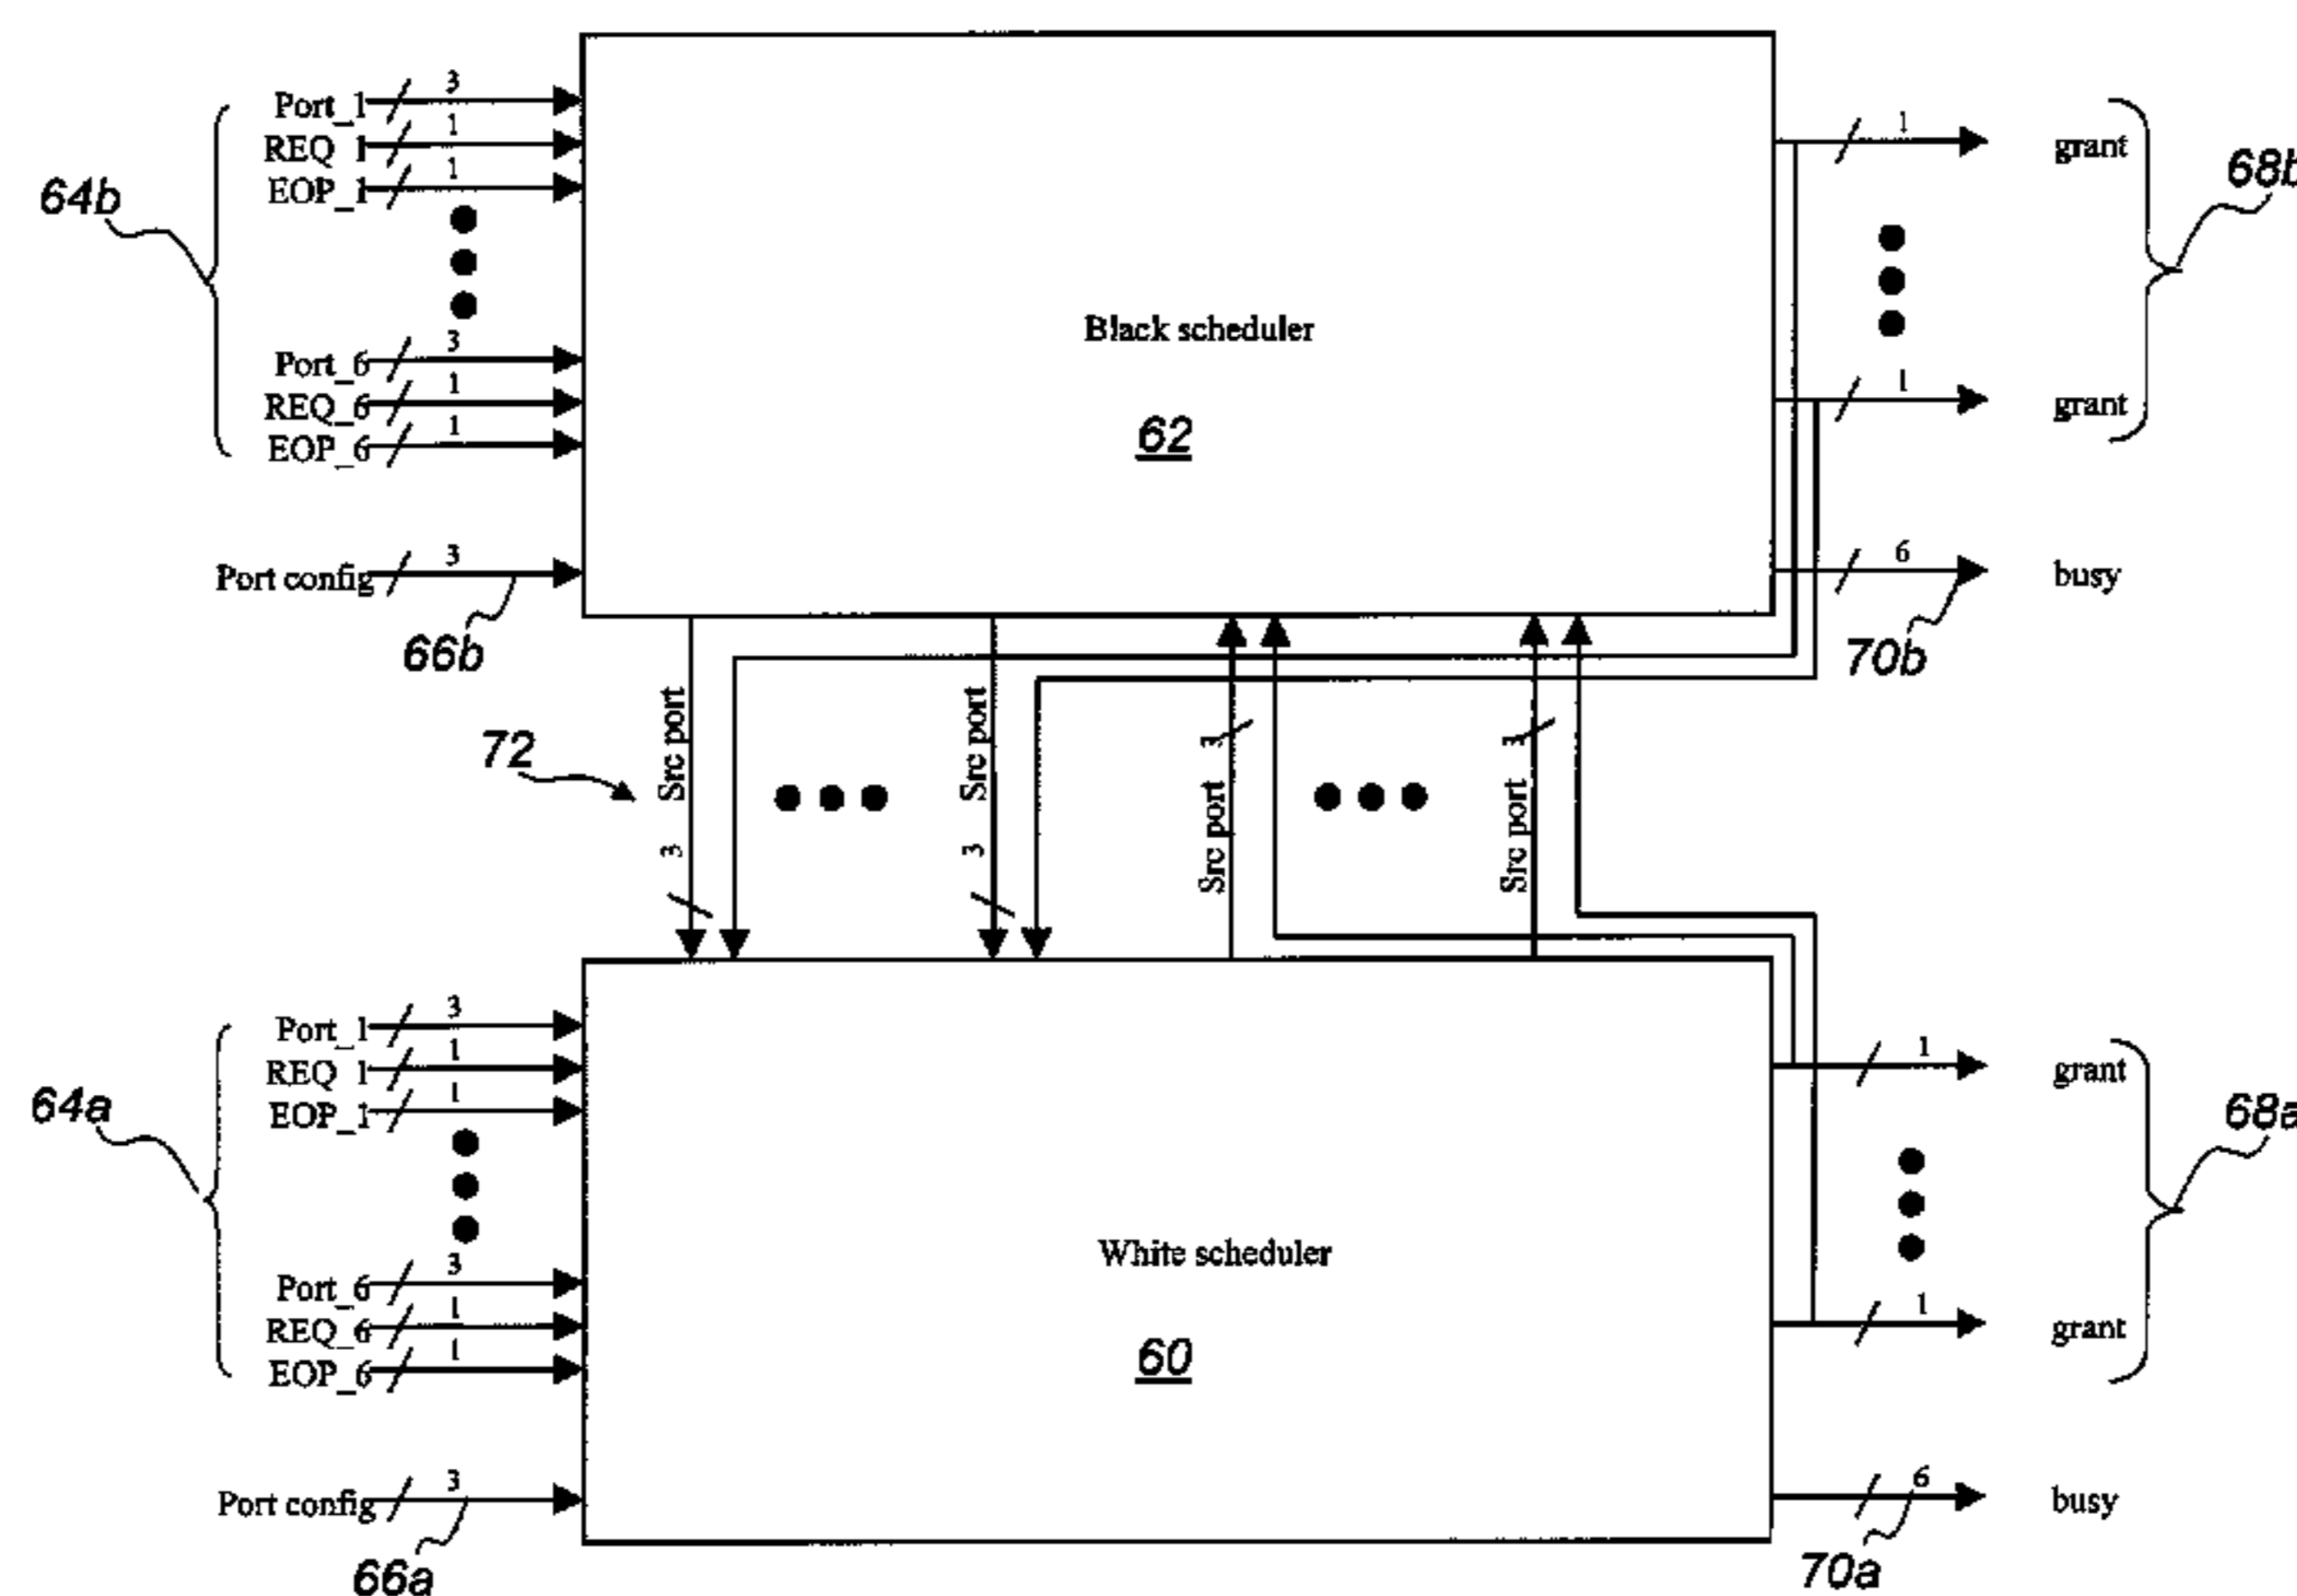 Port_1 3
REQ_1 1
EOP_1 1
64b
Port_6 3
REQ_6 1
EOP_6 1
Port config 3
66b
Black scheduler
62
1 grant
68b
1 grant
6 busy
70b
72
Src port 3
Src port 3
Src port 3
Src port 3
Port_1 3
REQ_1 1
EOP_1 1
64a
Port_6 3
REQ_6 1
EOP_6 1
Port config 3
66a
White scheduler
60
1 grant
68a
1 grant
6 busy
70a